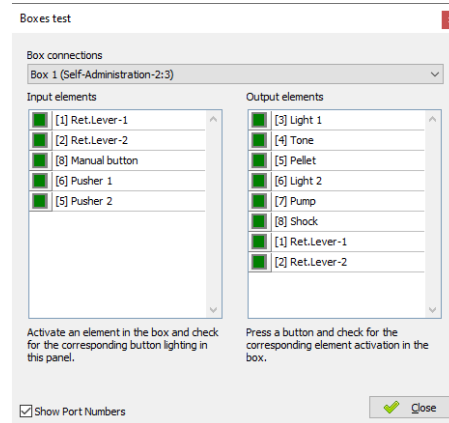 Boxes test
Box connections
Box 1 (Self-Administration-2:3)
Input elements
[1] Ret.Lever-1
[2] Ret.Lever-2
[8] Manual button
[6] Pusher 1
[5] Pusher 2
Activate an element in the box and check
for the corresponding button lighting in
this panel.
Output elements
[3] Light 1
[4] Tone
[5] Pellet
[6] Light 2
[7] Pump
[8] Shock
[1] Ret.Lever-1
[2] Ret.Lever-2
Press a button and check for the
corresponding element activation in the
box.
Show Port Numbers
Close